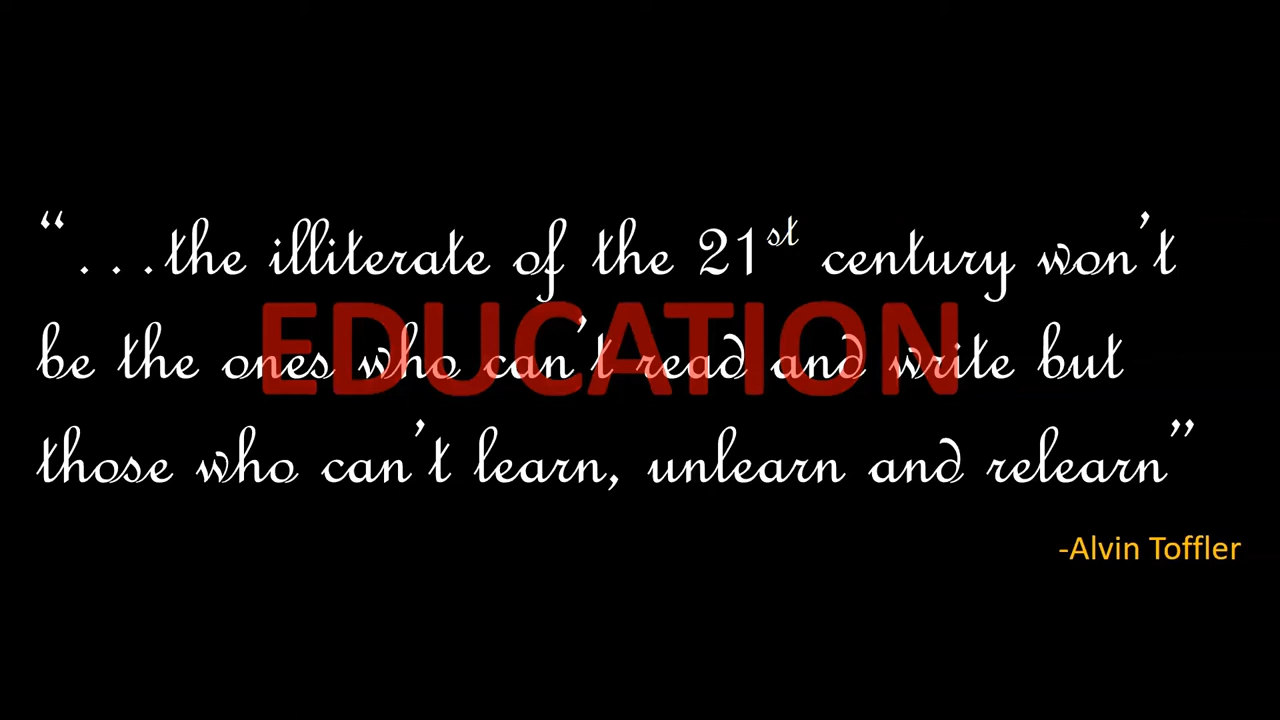 “...the illiterate of the 21st century won’t
EDUCATION
be the ones who can’t read and write but
those who can’t learn, unlearn and relearn”
-Alvin Toffler